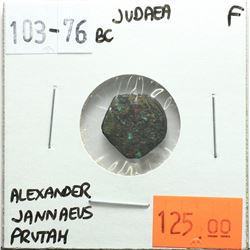 JUDAEA F
103-76 BC
ALEXANDER
JANNAEUS
PRUTAH
125.00